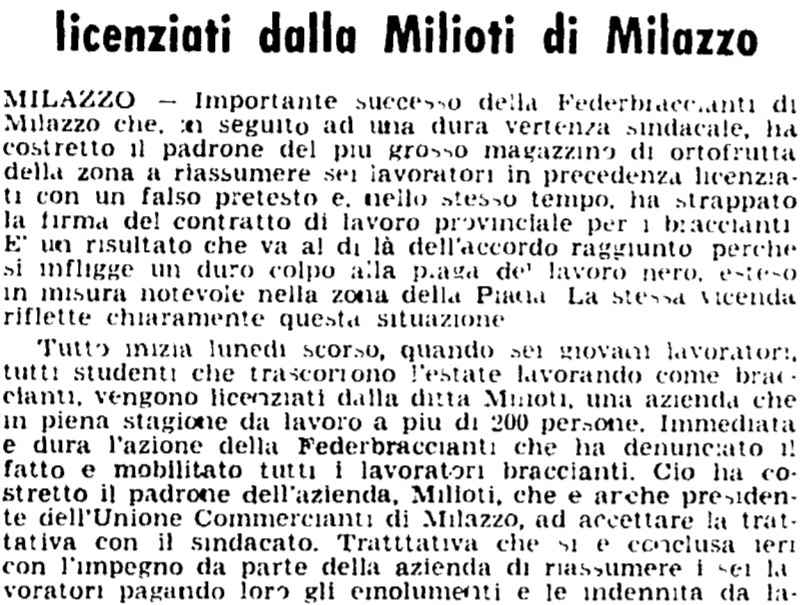 licenziati dalla Milioti di Milazzo
MILAZZO — Importante successo della Federbraccianti di
Milazzo che, in seguito ad una dura vertenza sindacale, ha
costretto il padrone del più grosso magazzino di ortofrutta
della zona a riassumere sei lavoratori in precedenza licenzia-
ti con un falso pretesto e, nello stesso tempo, ha strappato
la firma del contratto di lavoro provinciale per i braccianti
E' un risultato che va al di là dell'accordo raggiunto perché
si infligge un duro colpo alla piaga del lavoro nero, esteso
in misura notevole nella zona della Piana La stessa vicenda
riflette chiaramente questa situazione
Tutto inizia lunedì scorso, quando sei giovani lavoratori,
tutti studenti che trascorrono l'estate lavorando come brac-
cianti, vengono licenziati dalla ditta Milioti, una azienda che
in piena stagione da lavoro a più di 200 persone. Immediata
e dura l'azione della Federbraccianti che ha denunciato il
fatto e mobilitato tutti i lavoratori braccianti. Ciò ha co-
stretto il padrone dell'azienda, Milioti, che è anche presiden-
te dell'Unione Commercianti di Milazzo, ad accettare la trat-
tativa con il sindacato. Tratttativa che si è conclusa ieri
con l'impegno da parte della azienda di riassumere i sei la-
voratori pagando loro gli emolumenti e le indennità da la-